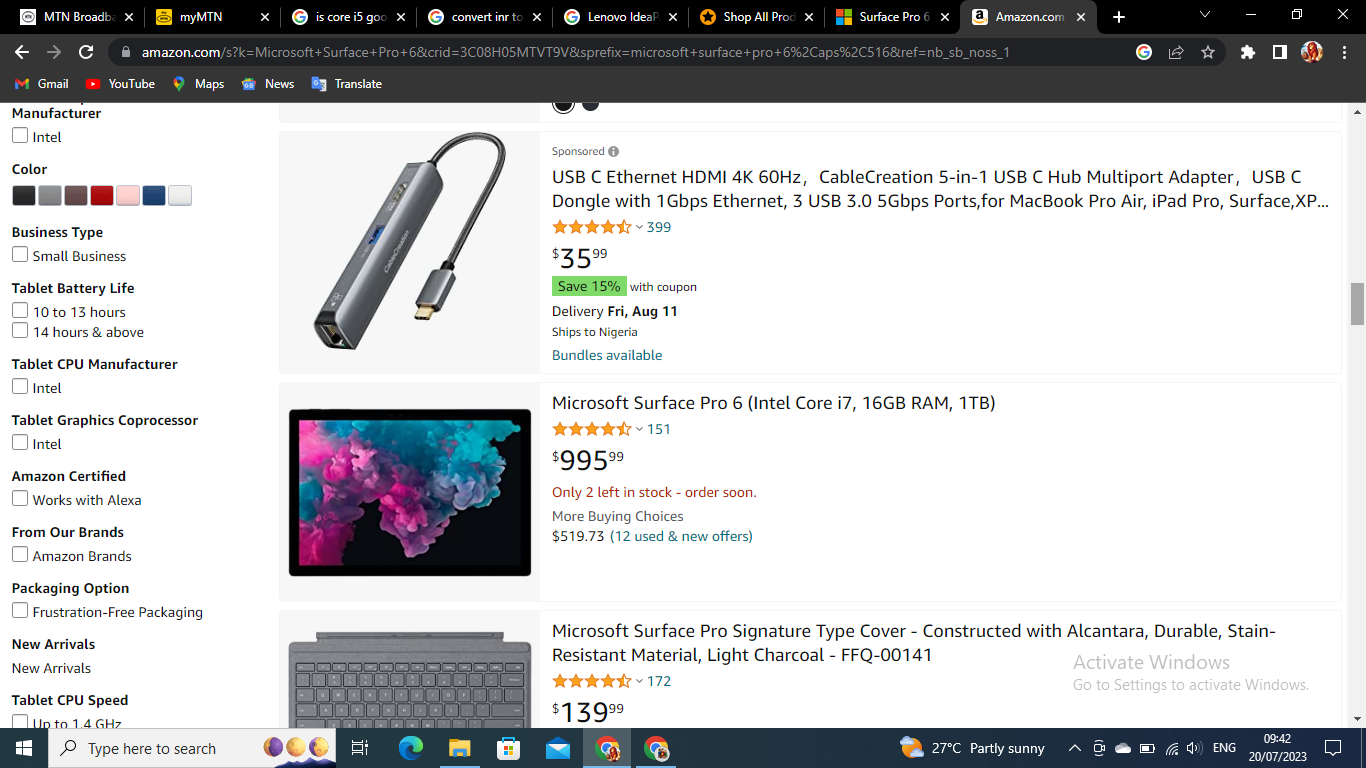 MTN Broadba
myMTN
is core i5 goo
convert inr to
Lenovo IdeaP
Shop All Prod
Surface Pro 6
Amazon.com
amazon.com/s?k=Microsoft+Surface+Pro+6&crid=3C08H05MTVT9V&sprefix=microsoft+surface+pro+6%2Caps%2C516&ref=nb_sb_noss_1
Gmail
YouTube
Maps
News
Translate
Manufacturer
Intel
Color
Business Type
Small Business
Tablet Battery Life
10 to 13 hours
14 hours & above
Tablet CPU Manufacturer
Intel
Tablet Graphics Coprocessor
Intel
Amazon Certified
Works with Alexa
From Our Brands
Amazon Brands
Packaging Option
Frustration-Free Packaging
New Arrivals
New Arrivals
Tablet CPU Speed
Up to 1.4 GHz
CableCreation
Sponsored
USB C Ethernet HDMI 4K 60Hz，CableCreation 5-in-1 USB C Hub Multiport Adapter，USB C
Dongle with 1Gbps Ethernet, 3 USB 3.0 5Gbps Ports,for MacBook Pro Air, iPad Pro, Surface,XP...
399
$35 99
Save 15% with coupon
Delivery Fri, Aug 11
Ships to Nigeria
Bundles available
Microsoft Surface Pro 6 (Intel Core i7, 16GB RAM, 1TB)
151
$995 99
Only 2 left in stock - order soon.
More Buying Choices
$519.73 (12 used & new offers)
Microsoft Surface Pro Signature Type Cover - Constructed with Alcantara, Durable, Stain-
Resistant Material, Light Charcoal - FFQ-00141
172
$139 99
Activate Windows
Go to Settings to activate Windows.
Type here to search
27°C Partly sunny
ENG
09:42
20/07/2023